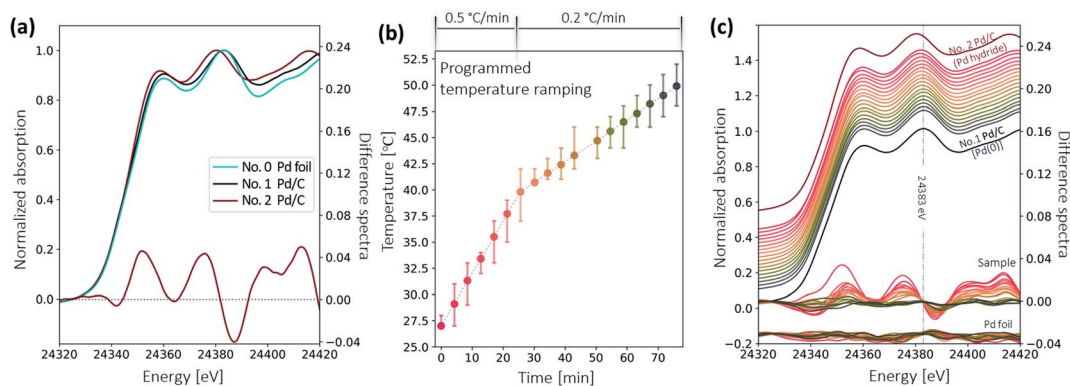 (a)
1.0
0.8
0.6
0.4
0.2
0.0
Normalized absorption
0.24
0.20
0.16
0.12
0.08
0.04
0.00
−0.04
Difference spectra
No. 0 Pd foil
No. 1 Pd/C
No. 2 Pd/C
24320 24340 24360 24380 24400 24420
Energy [eV]
0.5 °C/min 0.2 °C/min
(b)
Programmed
temperature ramping
52.5
50.0
47.5
45.0
42.5
40.0
37.5
35.0
32.5
30.0
27.5
25.0
Temperature [℃]
0 10 20 30 40 50 60 70
Time [min]
(c)
1.4
1.2
1.0
0.8
0.6
0.4
0.2
0.0
−0.2
Normalized absorption
No. 2 Pd/C
(Pd hydride)
No.1 Pd/C
[Pd(0)]
24383 eV
Sample
Pd foil
0.24
0.20
0.16
0.12
0.08
0.04
0.00
−0.04
Difference spectra
24320 24340 24360 24380 24400 24420
Energy [eV]